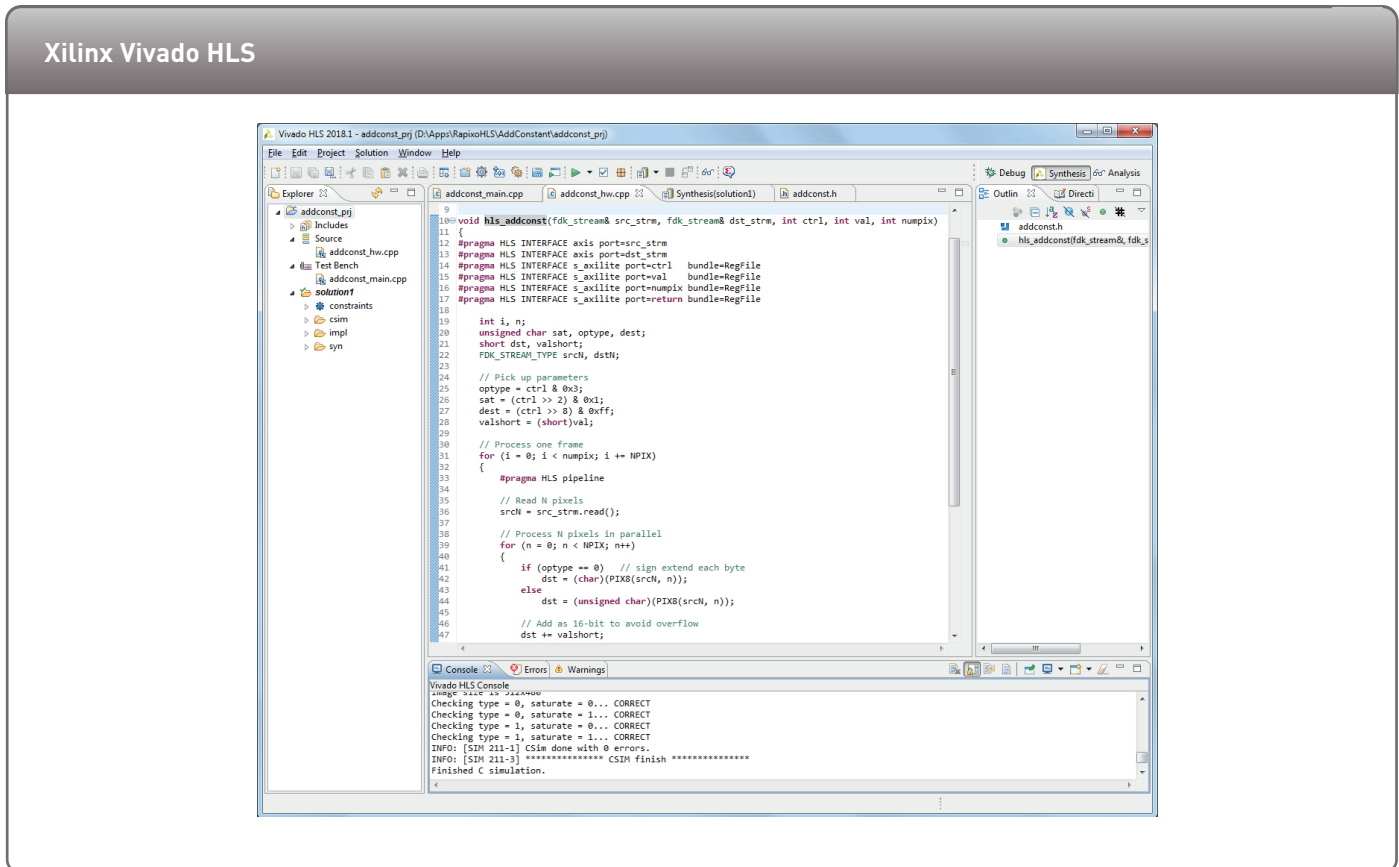 Xilinx Vivado HLS
Vivado HLS 2018.1 - addconst_prj (D:\Apps\RapixoHLS\AddConstant\addconst_prj)
File Edit Project Solution Window Help
Debug Synthesis Analysis
Explorer
addconst_prj
Includes
Source
addconst_hw.cpp
Test Bench
addconst_main.cpp
solution1
constraints
csim
impl
syn
addconst_main.cpp addconst_hw.cpp Synthesis(solution1) addconst.h
9
10 void hls_addconst(fdk_stream& src_strm, fdk_stream& dst_strm, int ctrl, int val, int numpix)
11 {
12 #pragma HLS INTERFACE axis port=src_strm
13 #pragma HLS INTERFACE axis port=dst_strm
14 #pragma HLS INTERFACE s_axilite port=ctrl   bundle=RegFile
15 #pragma HLS INTERFACE s_axilite port=val    bundle=RegFile
16 #pragma HLS INTERFACE s_axilite port=numpix bundle=RegFile
17 #pragma HLS INTERFACE s_axilite port=return bundle=RegFile
18
19     int i, n;
20     unsigned char sat, optype, dest;
21     short dst, valshort;
22     FDK_STREAM_TYPE srcN, dstN;
23
24     // Pick up parameters
25     optype = ctrl & 0x3;
26     sat = (ctrl >> 2) & 0x1;
27     dest = (ctrl >> 8) & 0xff;
28     valshort = (short)val;
29
30     // Process one frame
31     for (i = 0; i < numpix; i += NPIX)
32     {
33         #pragma HLS pipeline
34
35         // Read N pixels
36         srcN = src_strm.read();
37
38         // Process N pixels in parallel
39         for (n = 0; n < NPIX; n++)
40         {
41             if (optype == 0)   // sign extend each byte
42                 dst = (char)(PIX8(srcN, n));
43             else
44                 dst = (unsigned char)(PIX8(srcN, n));
45
46             // Add as 16-bit to avoid overflow
47             dst += valshort;
Outlin Directi
addconst.h
hls_addconst(fdk_stream&, fdk_s
Console Errors Warnings
Vivado HLS Console
Image size is 512x480
Checking type = 0, saturate = 0... CORRECT
Checking type = 0, saturate = 1... CORRECT
Checking type = 1, saturate = 0... CORRECT
Checking type = 1, saturate = 1... CORRECT
INFO: [SIM 211-1] CSim done with 0 errors.
INFO: [SIM 211-3] *************** CSIM finish ***************
Finished C simulation.